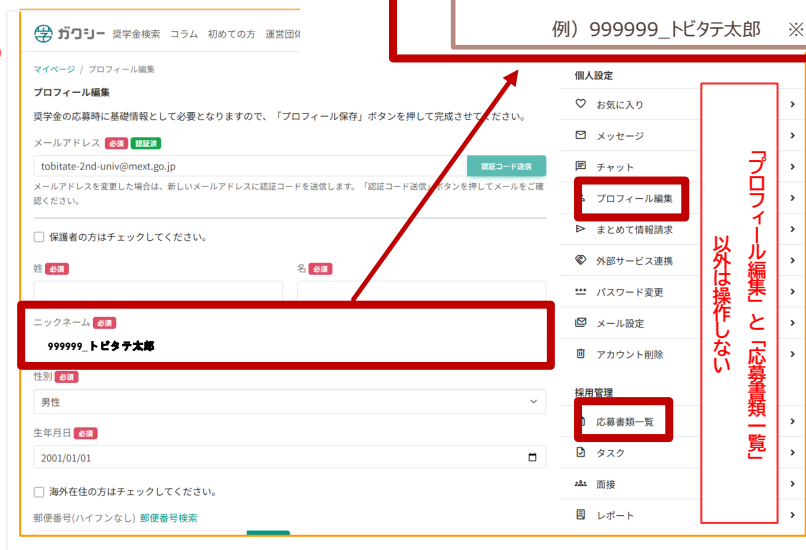 例）999999_トビタテ太郎　※
ガクシー 奨学金検索 コラム 初めての方 運営団体
マイページ / プロフィール編集
プロフィール編集
奨学金の応募時に基礎情報として必要となりますので、「プロフィール保存」ボタンを押して完成させてください。
メールアドレス 必須 認証済
tobitate-2nd-univ@mext.go.jp 認証コード送信
メールアドレスを変更した場合は、新しいメールアドレスに認証コードを送信します。「認証コード送信」ボタンを押してメールをご確
認ください。
保護者の方はチェックしてください。
姓 必須 名 必須
ニックネーム 必須
999999_トビタテ太郎
性別 必須
男性
生年月日 必須
2001/01/01
海外在住の方はチェックしてください。
郵便番号(ハイフンなし) 郵便番号検索
個人設定
お気に入り
メッセージ
チャット
プロフィール編集
まとめて情報請求
外部サービス連携
パスワード変更
メール設定
アカウント削除
採用管理
応募書類一覧
タスク
面接
レポート
「プロフィール編集」と「応募書類一覧」
以外は操作しない